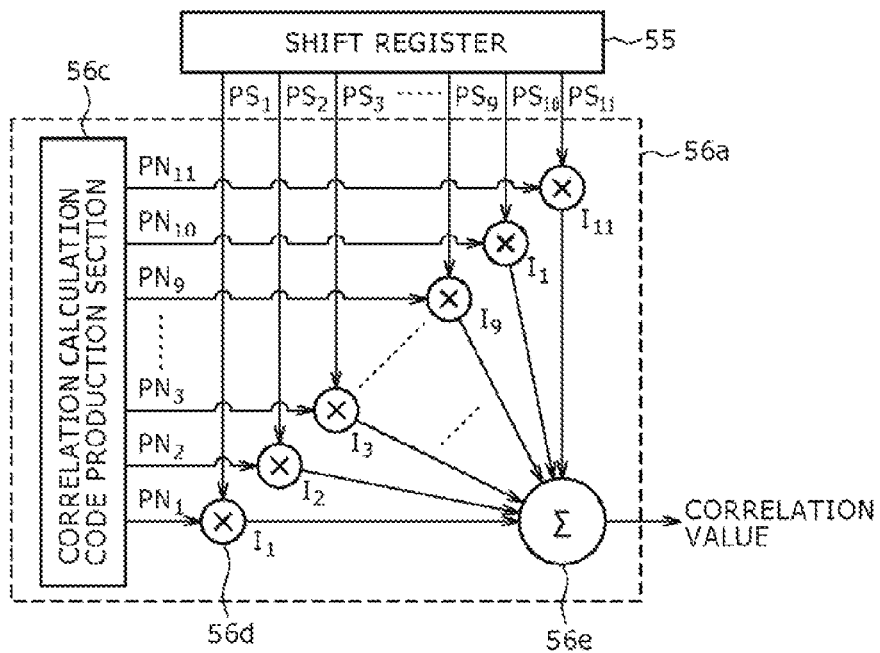 SHIFT REGISTER
55
56c
PS1 PS2 PS3 ...... PS9 PS10 PS11
56a
CORRELATION CALCULATION
CODE PRODUCTION SECTION
PN11
I11
PN10
I1
PN9
I9
PN3
I3
PN2
I2
PN1
I1
Σ
CORRELATION
VALUE
56d
56e